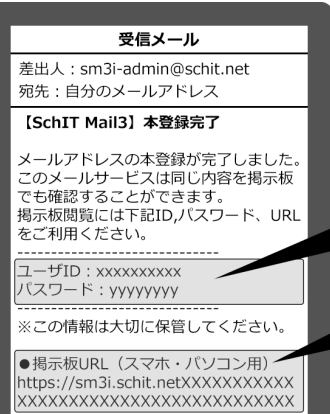 受信メール
差出人：sm3i-admin@schit.net
宛先：自分のメールアドレス
【SchIT Mail3】本登録完了
メールアドレスの本登録が完了しました。
このメールサービスは同じ内容を掲示板
でも確認することができます。
掲示板閲覧には下記ID,パスワード、URL
をご利用ください。
------------------------------
ユーザID：xxxxxxxxxx
パスワード：yyyyyyyy
------------------------------
※この情報は大切に保管してください。
●掲示板URL（スマホ・パソコン用）
https://sm3i.schit.netXXXXXXXXXXX
XXXXXXXXXXXXXXXXXXXXXXXXXXX